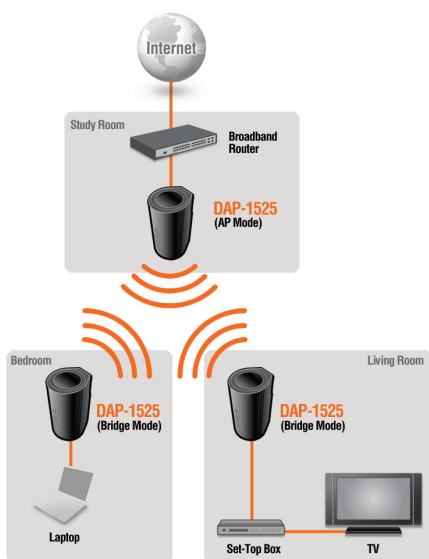 Internet
Study Room
Broadband
Router
DAP-1525
(AP Mode)
Bedroom
DAP-1525
(Bridge Mode)
Laptop
Living Room
DAP-1525
(Bridge Mode)
Set-Top Box
TV